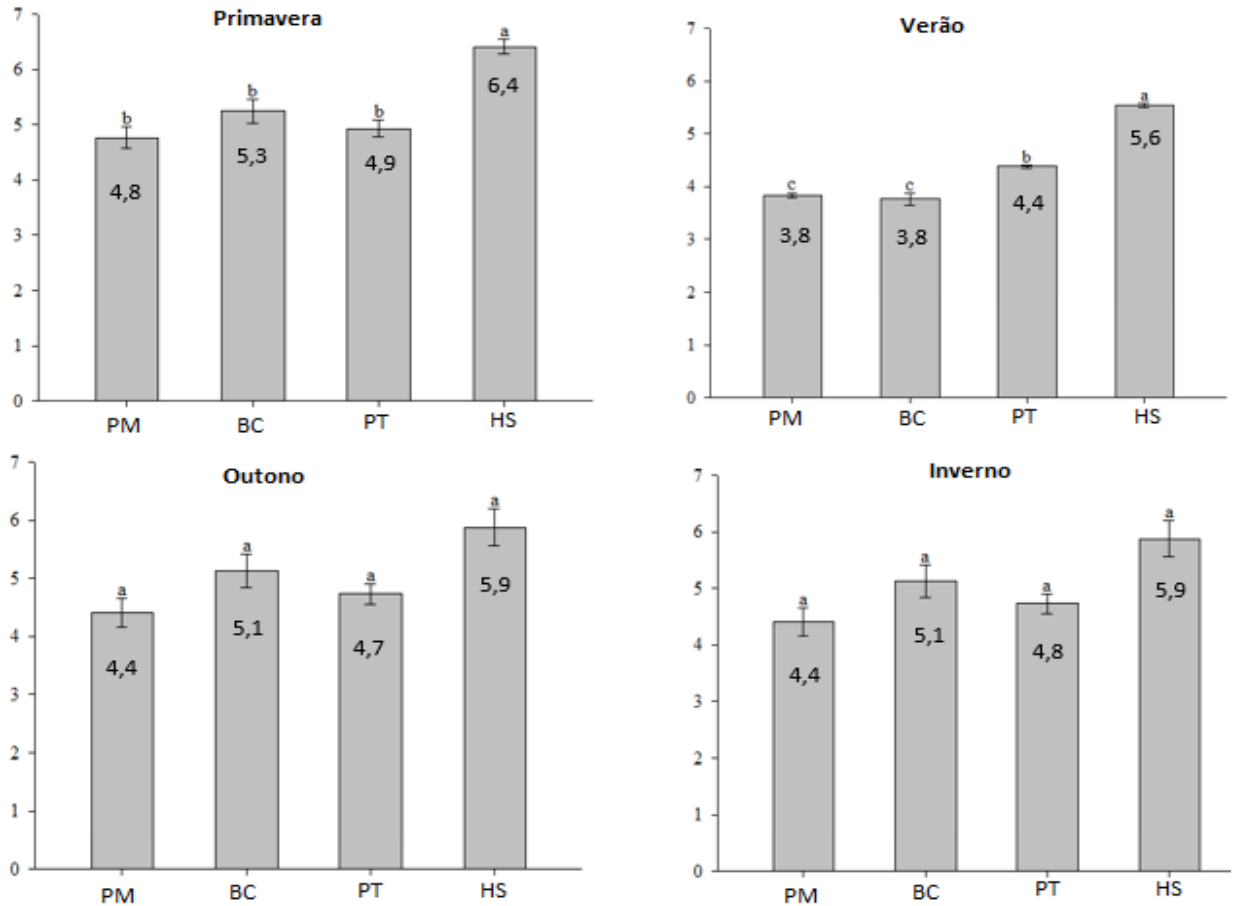 Primavera
7
6
5
4
3
2
1
0
b
b
b
a
4,8
5,3
4,9
6,4
PM
BC
PT
HS
Verão
7
6
5
4
3
2
1
0
c
c
b
a
3,8
3,8
4,4
5,6
PM
BC
PT
HS
Outono
7
6
5
4
3
2
1
0
a
a
a
a
4,4
5,1
4,7
5,9
PM
BC
PT
HS
Inverno
7
6
5
4
3
2
1
0
a
a
a
a
4,4
5,1
4,8
5,9
PM
BC
PT
HS